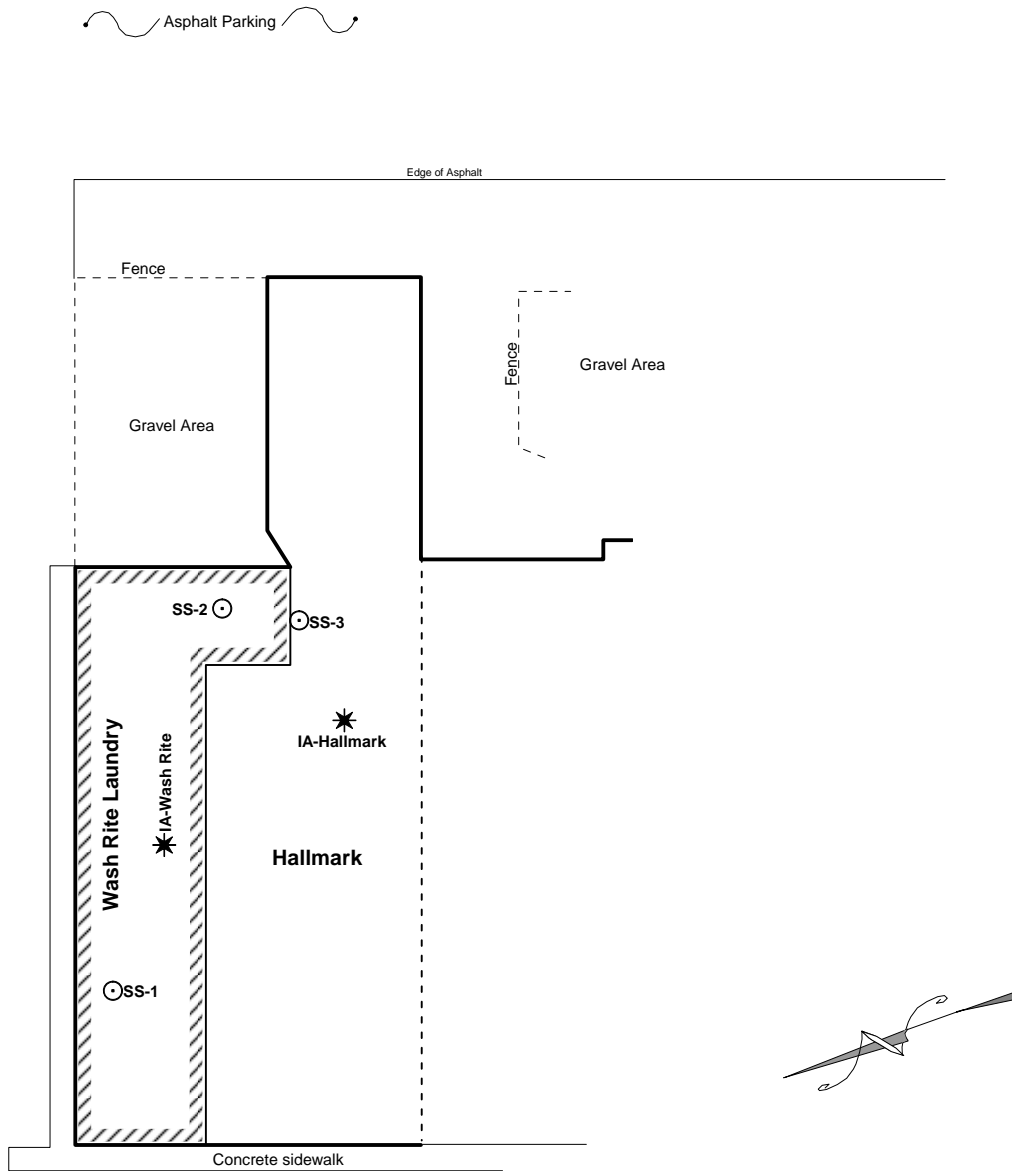 Asphalt Parking
Edge of Asphalt
Fence
Fence
Gravel Area
Gravel Area
SS-2
SS-3
Wash Rite Laundry
IA-Wash Rite
IA-Hallmark
Hallmark
SS-1
Concrete sidewalk